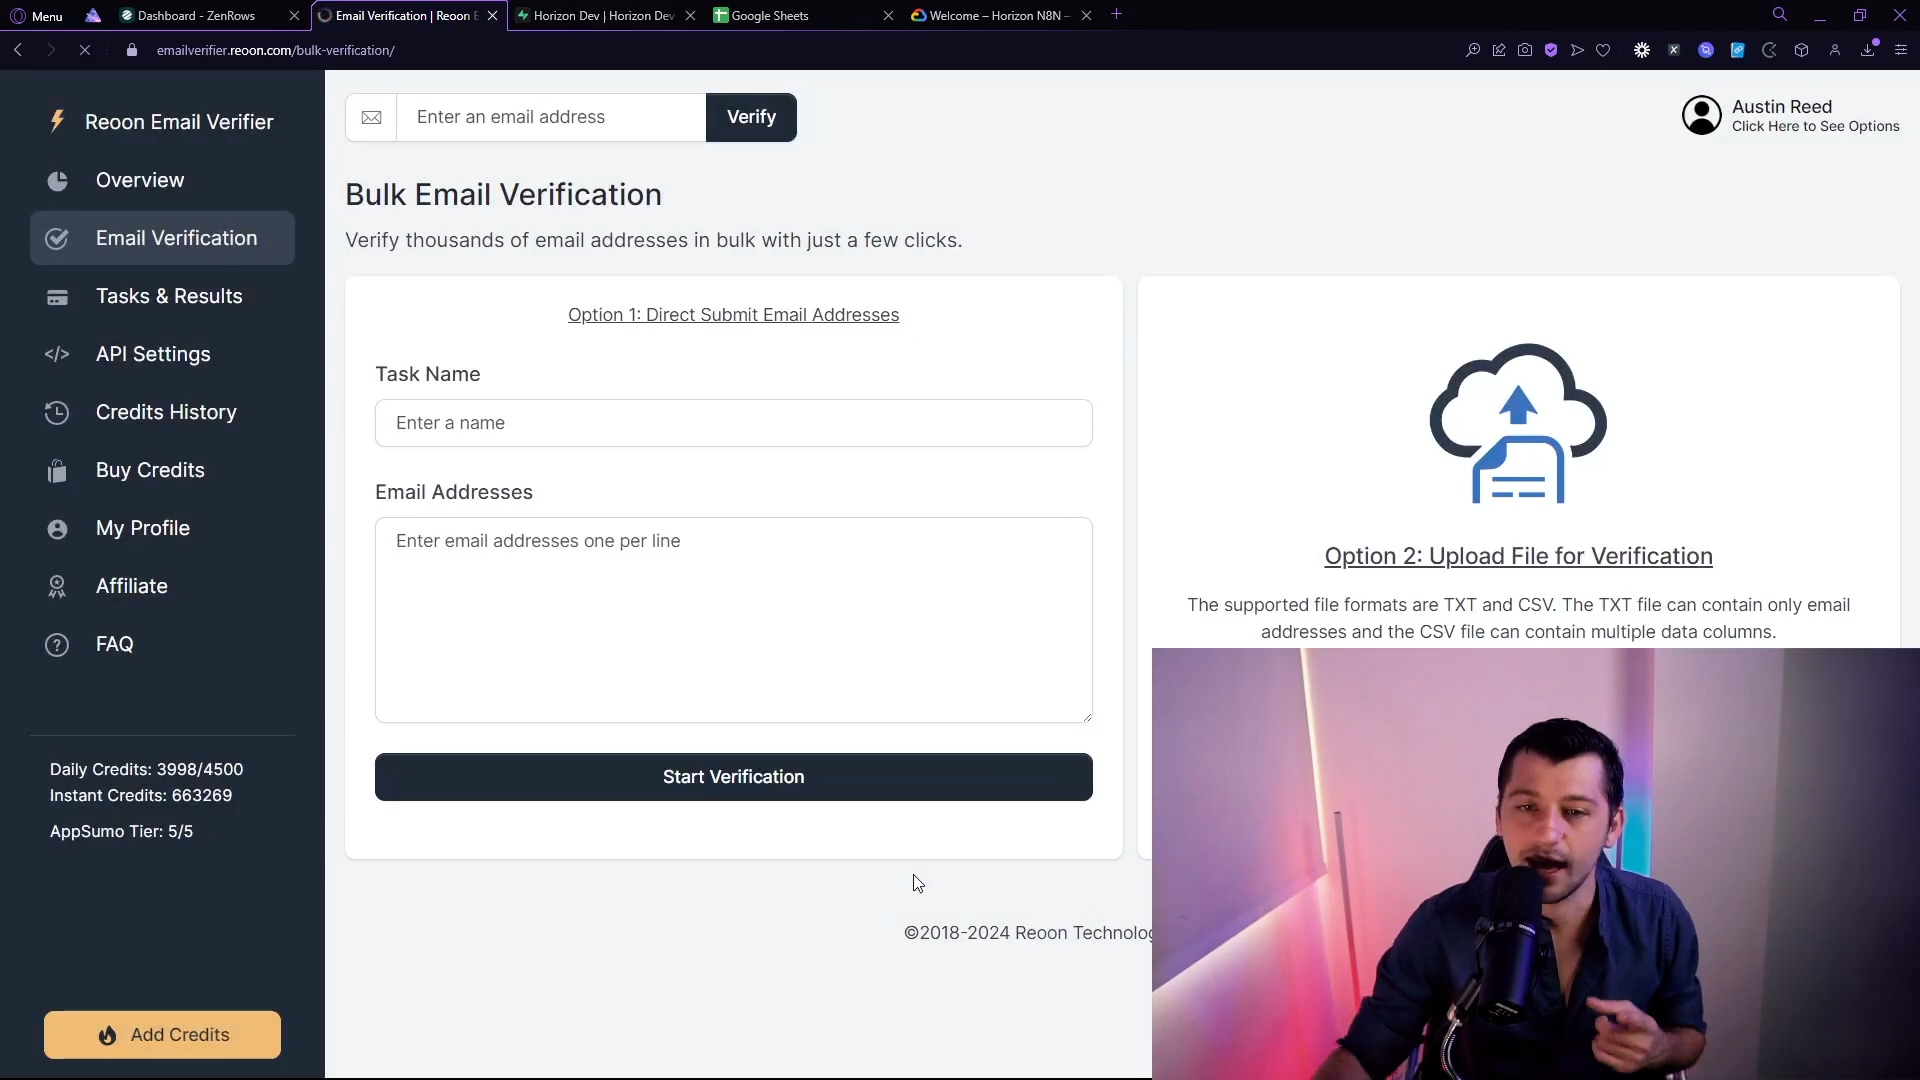 Menu
Dashboard - ZenRows
Email Verification | Reoon E
Horizon Dev | Horizon Dev
Google Sheets
Welcome – Horizon N8N –
emailverifier.reoon.com/bulk-verification/
Reoon Email Verifier
Overview
Email Verification
Tasks & Results
API Settings
Credits History
Buy Credits
My Profile
Affiliate
FAQ
Daily Credits: 3998/4500
Instant Credits: 663269
AppSumo Tier: 5/5
Add Credits
Enter an email address
Verify
Austin Reed
Click Here to See Options
Bulk Email Verification
Verify thousands of email addresses in bulk with just a few clicks.
Option 1: Direct Submit Email Addresses
Task Name
Enter a name
Email Addresses
Enter email addresses one per line
Start Verification
Option 2: Upload File for Verification
The supported file formats are TXT and CSV. The TXT file can contain only email
addresses and the CSV file can contain multiple data columns.
©2018-2024 Reoon Technolog